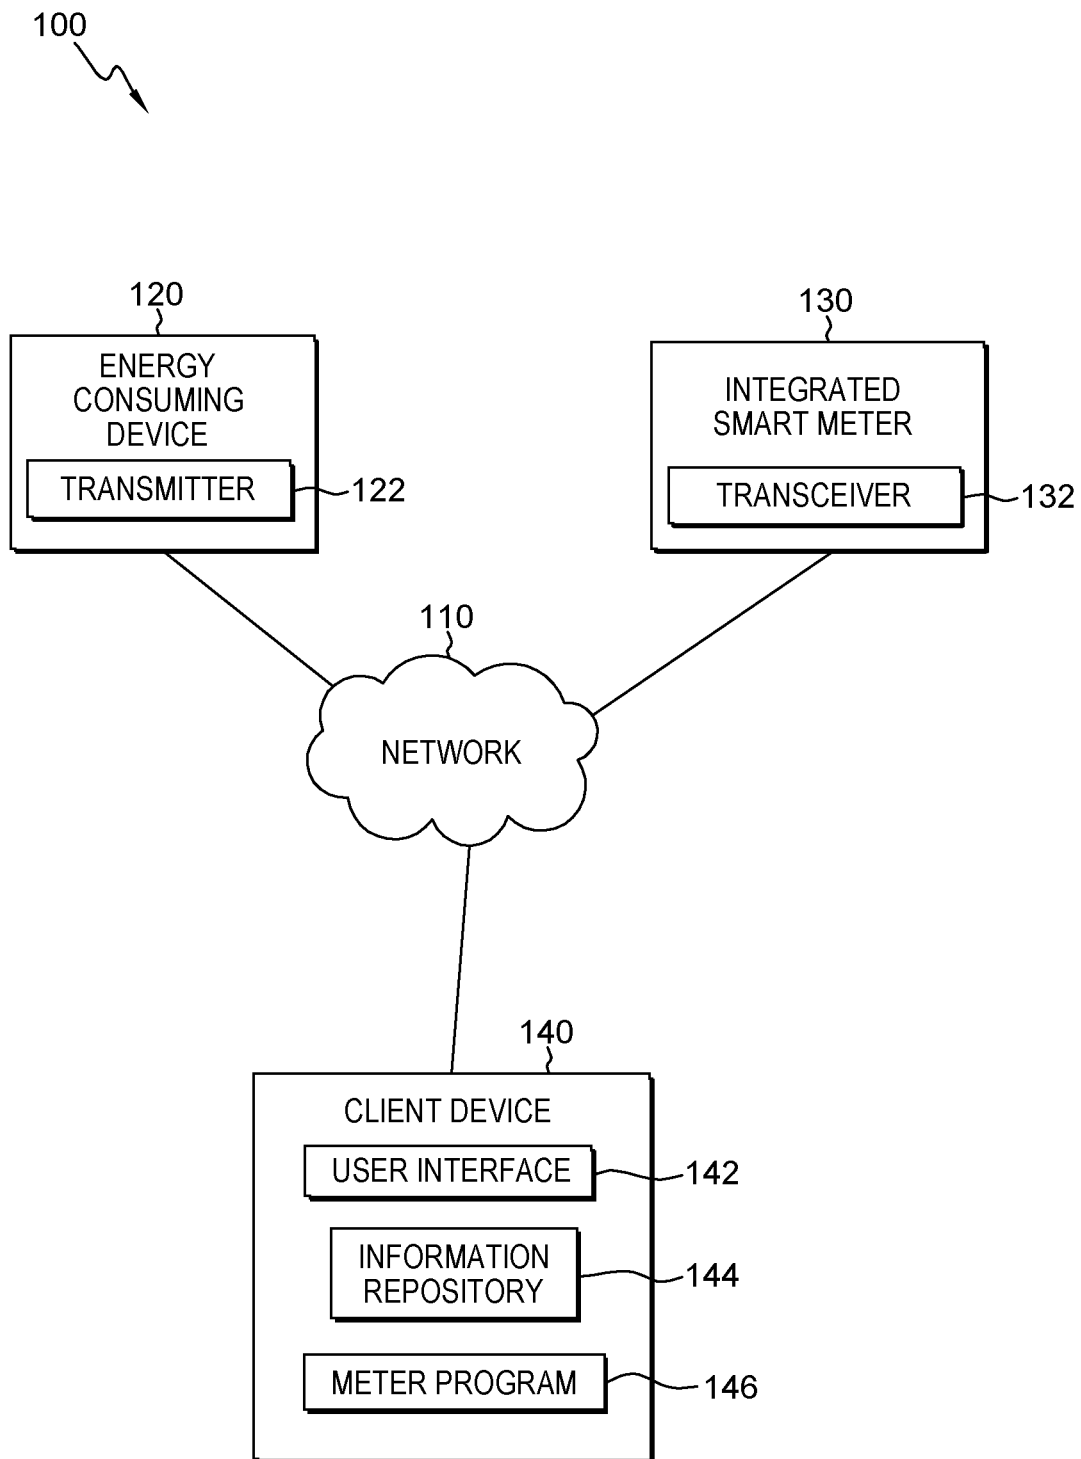 100
120
ENERGY
CONSUMING
DEVICE
TRANSMITTER
122
130
INTEGRATED
SMART METER
TRANSCEIVER
132
110
NETWORK
140
CLIENT DEVICE
USER INTERFACE
142
INFORMATION
REPOSITORY
144
METER PROGRAM
146